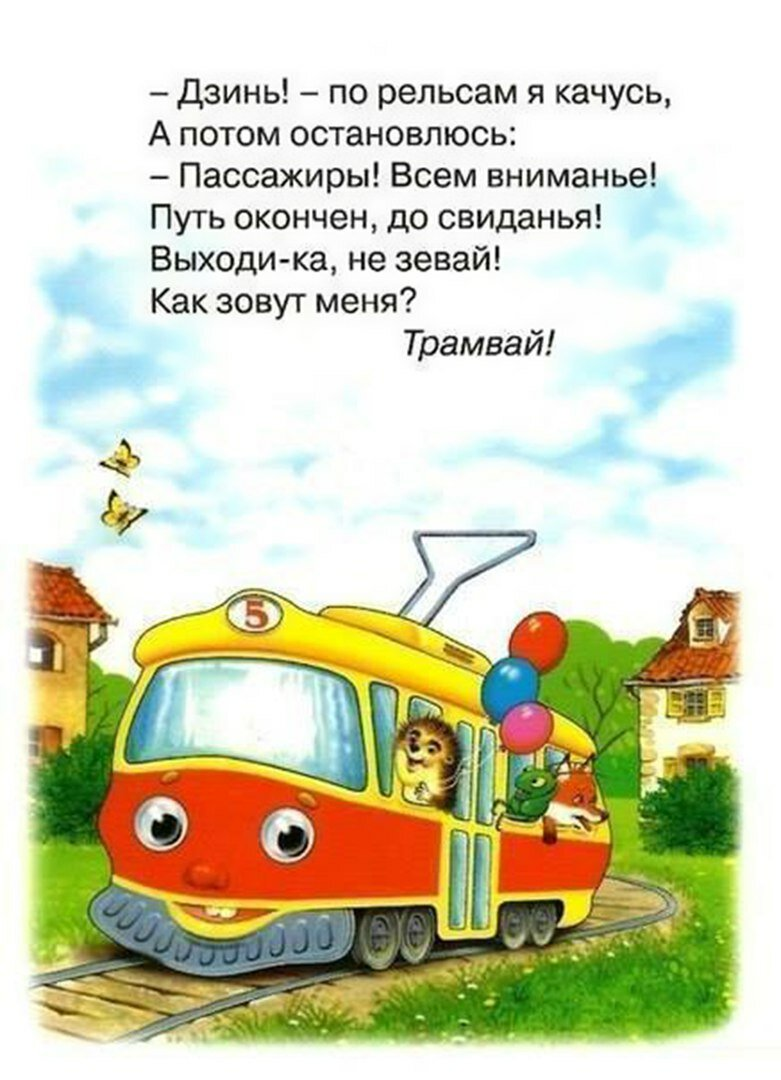 – Дзинь! – по рельсам я качусь,
А потом остановлюсь:
– Пассажиры! Всем вниманье!
Путь окончен, до свиданья!
Выходи-ка, не зевай!
Как зовут меня?
Трамвай!
5